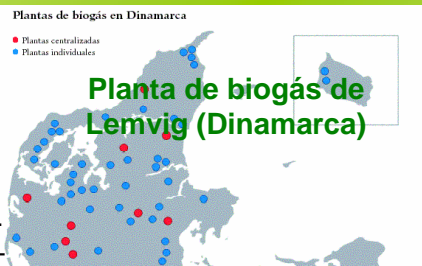 Plantas de biogás en Dinamarca
Plantas centralizadas
Plantas individuales
Planta de biogás de
Lemvig (Dinamarca)